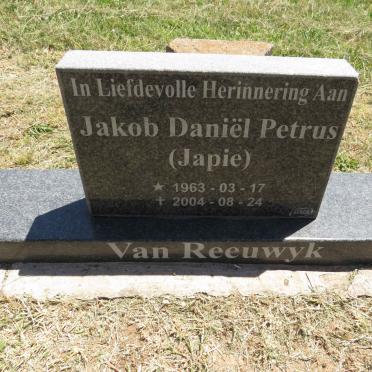 In Liefdevolle Herinnering Aan
Jakob Daniël Petrus
(Japie)
★ 1963 - 03 - 17
✝ 2004 - 08 - 24
Van Reeuwyk